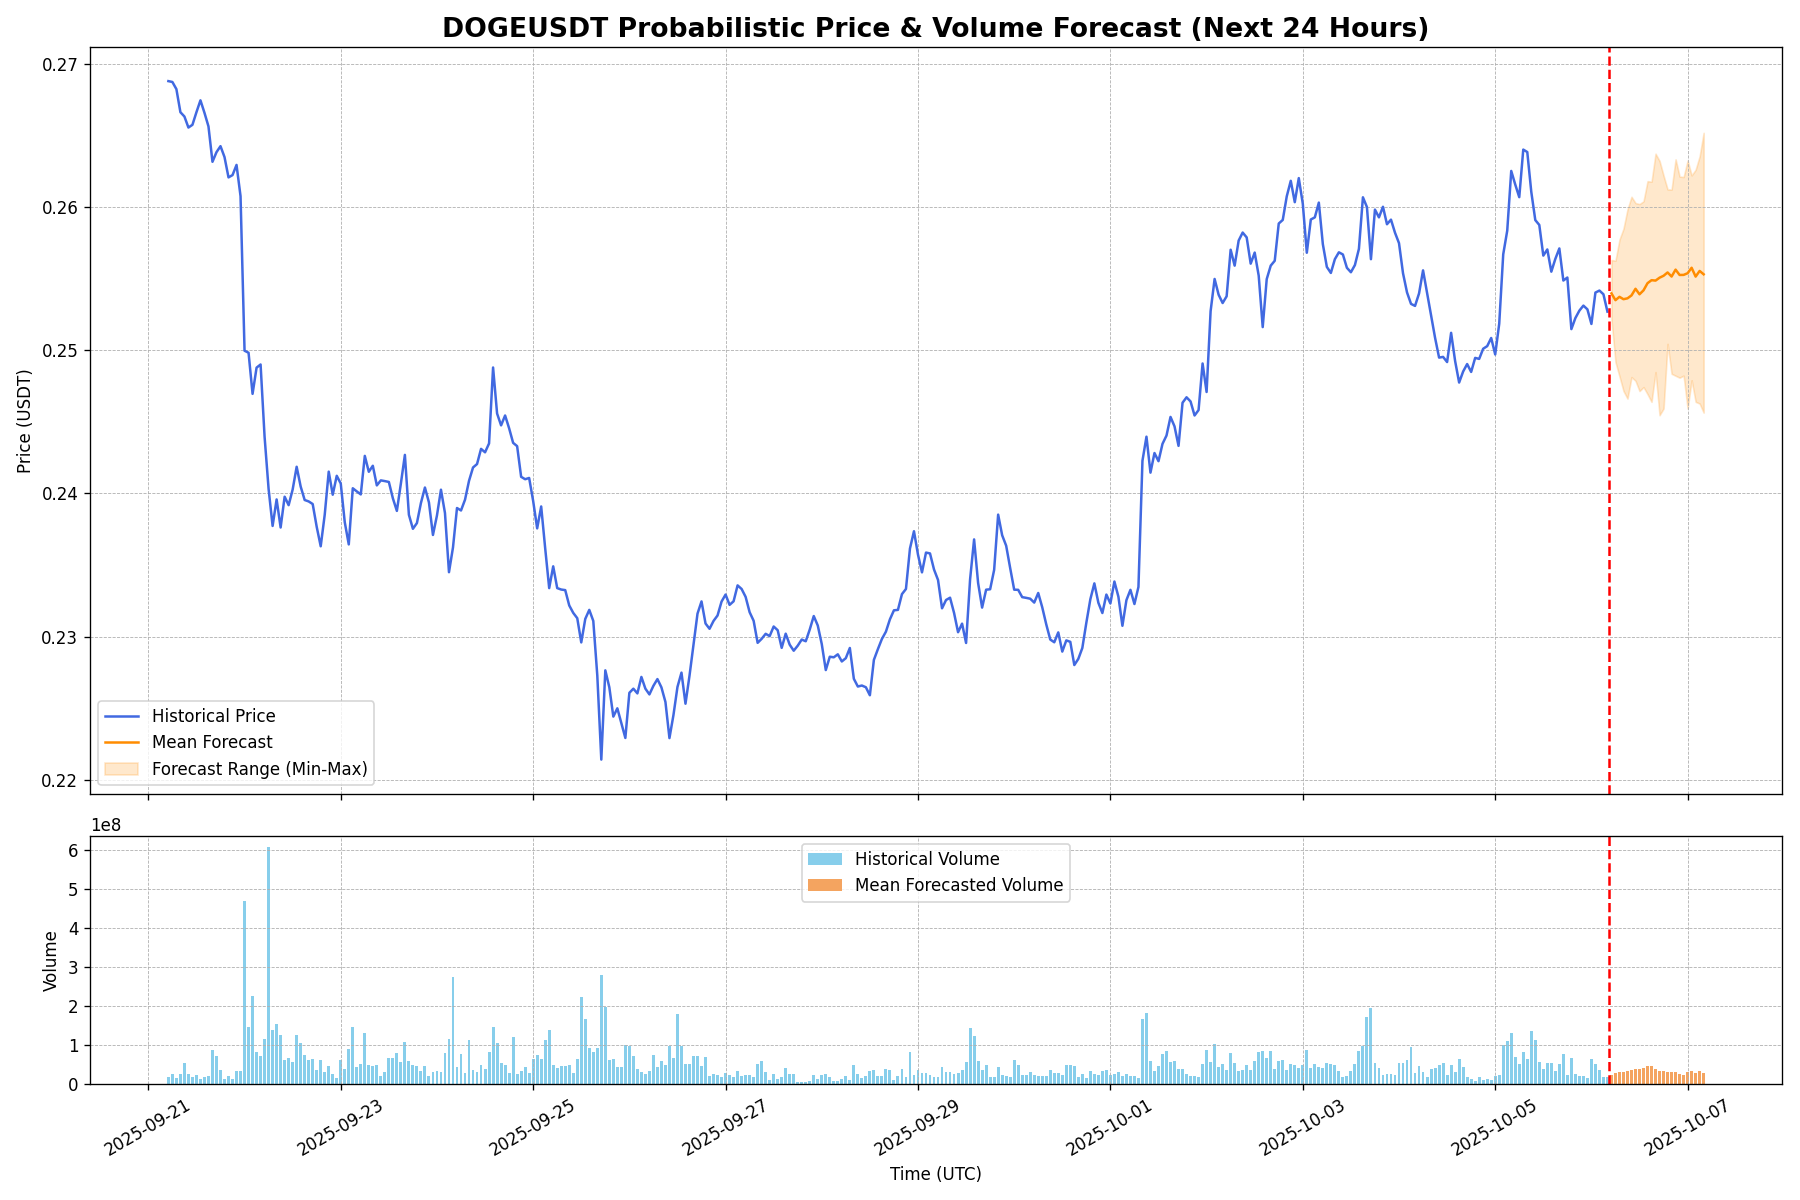 DOGEUSDT Probabilistic Price & Volume Forecast (Next 24 Hours)
0.27
0.26
0.25
0.24
0.23
0.22
Price (USDT)
Historical Price
Mean Forecast
Forecast Range (Min-Max)
1e8
6
5
4
3
2
1
0
Volume
Historical Volume
Mean Forecasted Volume
2025-09-21
2025-09-23
2025-09-25
2025-09-27
2025-09-29
2025-10-01
2025-10-03
2025-10-05
2025-10-07
Time (UTC)